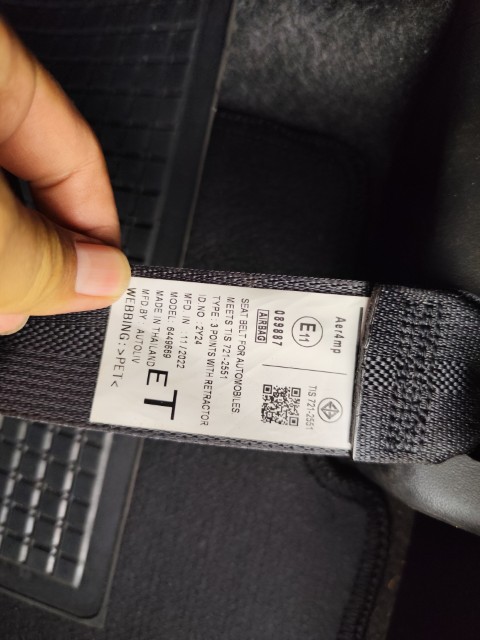 Aer4mp
E11
TIS 721-2551
089887
AIRBAG
SEAT BELT FOR AUTOMOBILES
MEETS TIS 721-2551
TYPE: 3 POINTS WITH RETRACTOR
ID.NO : 2Y24
MFD. IN : 11/2022
MODEL: 6449669
MADE IN THAILAND
MFD.BY : AUTOLIV
ET
WEBBING:>PET<